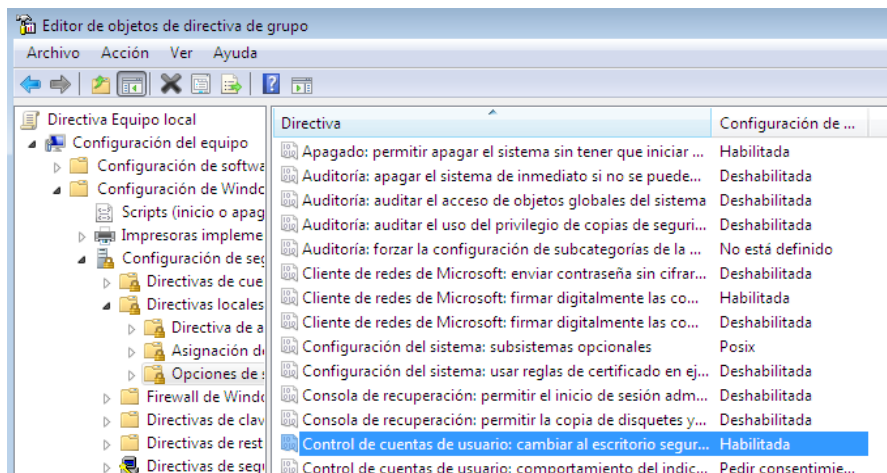 Editor de objetos de directiva de grupo
Archivo Acción Ver Ayuda
Directiva Equipo local
Configuración del equipo
Configuración de softwa
Configuración de Windo
Scripts (inicio o apag
Impresoras impleme
Configuración de seg
Directivas de cue
Directivas locales
Directiva de a
Asignación de
Opciones de s
Firewall de Windo
Directivas de clav
Directivas de rest
Directivas de segu
Directiva Configuración de ...
Apagado: permitir apagar el sistema sin tener que iniciar ... Habilitada
Auditoría: apagar el sistema de inmediato si no se puede... Deshabilitada
Auditoría: auditar el acceso de objetos globales del sistema Deshabilitada
Auditoría: auditar el uso del privilegio de copias de seguri... Deshabilitada
Auditoría: forzar la configuración de subcategorías de la ... No está definido
Cliente de redes de Microsoft: enviar contraseña sin cifrar... Deshabilitada
Cliente de redes de Microsoft: firmar digitalmente las co... Habilitada
Cliente de redes de Microsoft: firmar digitalmente las co... Deshabilitada
Configuración del sistema: subsistemas opcionales Posix
Configuración del sistema: usar reglas de certificado en ej... Deshabilitada
Consola de recuperación: permitir el inicio de sesión adm... Deshabilitada
Consola de recuperación: permitir la copia de disquetes y... Deshabilitada
Control de cuentas de usuario: cambiar al escritorio segur... Habilitada
Control de cuentas de usuario: comportamiento del indic... Pedir consentimie...